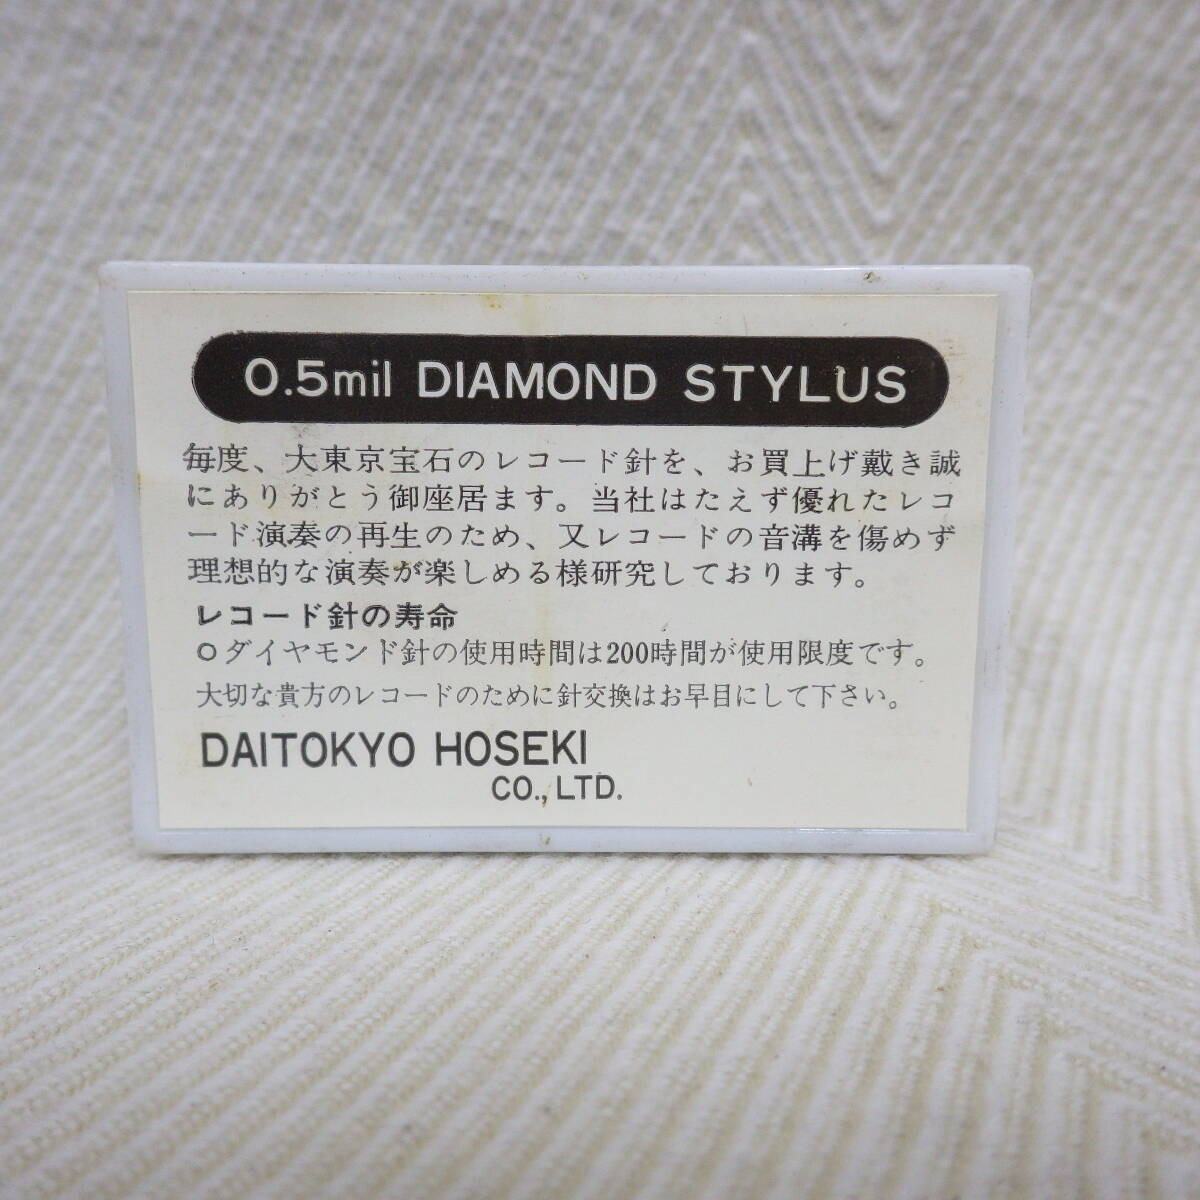 0.5mil DIAMOND STYLUS
毎度、大東京宝石のレコード針を、お買上げ戴き誠
にありがとう御座居ます。当社はたえず優れたレコ
ード演奏の再生のため、又レコードの音溝を傷めず
理想的な演奏が楽しめる様研究しております。
レコード針の寿命
○ダイヤモンド針の使用時間は200時間が使用限度です。
大切な貴方のレコードのために針交換はお早目にして下さい。
DAITOKYO HOSEKI
CO.,LTD.